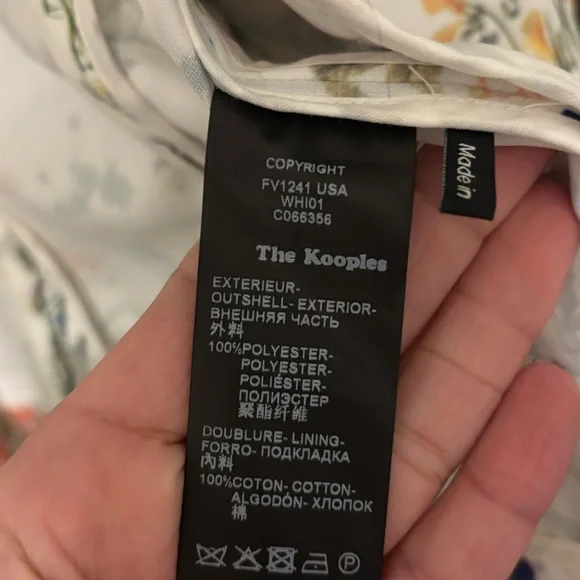 COPYRIGHT
FV1241 USA
WHI01
C066356
The Kooples
EXTERIEUR-
OUTSHELL- EXTERIOR-
ВНЕШНЯЯ ЧАСТЬ
外料
100%POLYESTER-
POLYESTER-
POLIÉSTER-
ПОЛИЭСТЕР
聚酯纤维
DOUBLURE- LINING-
FORRO- ПОДКЛАДКА
內料
100%COTON- COTTON-
ALGODÓN- ХЛОПОК
棉
P
Made in